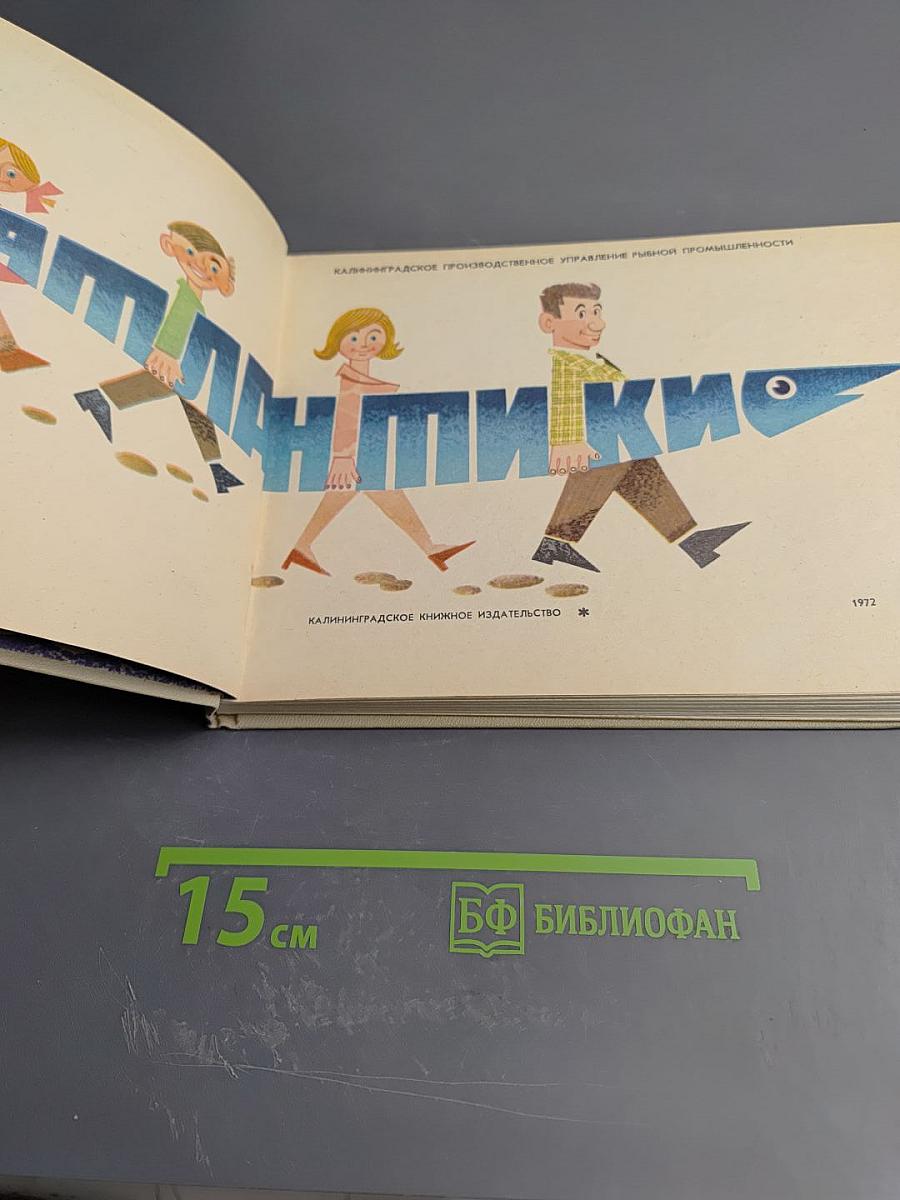 КАЛИНИНГРАДСКОЕ ПРОИЗВОДСТВЕННОЕ УПРАВЛЕНИЕ РЫБНОЙ ПРОМЫШЛЕННОСТИ
АТЛАНТИКИ
КАЛИНИНГРАДСКОЕ КНИЖНОЕ ИЗДАТЕЛЬСТВО *
1972
15 см
БФ БИБЛИОФАН